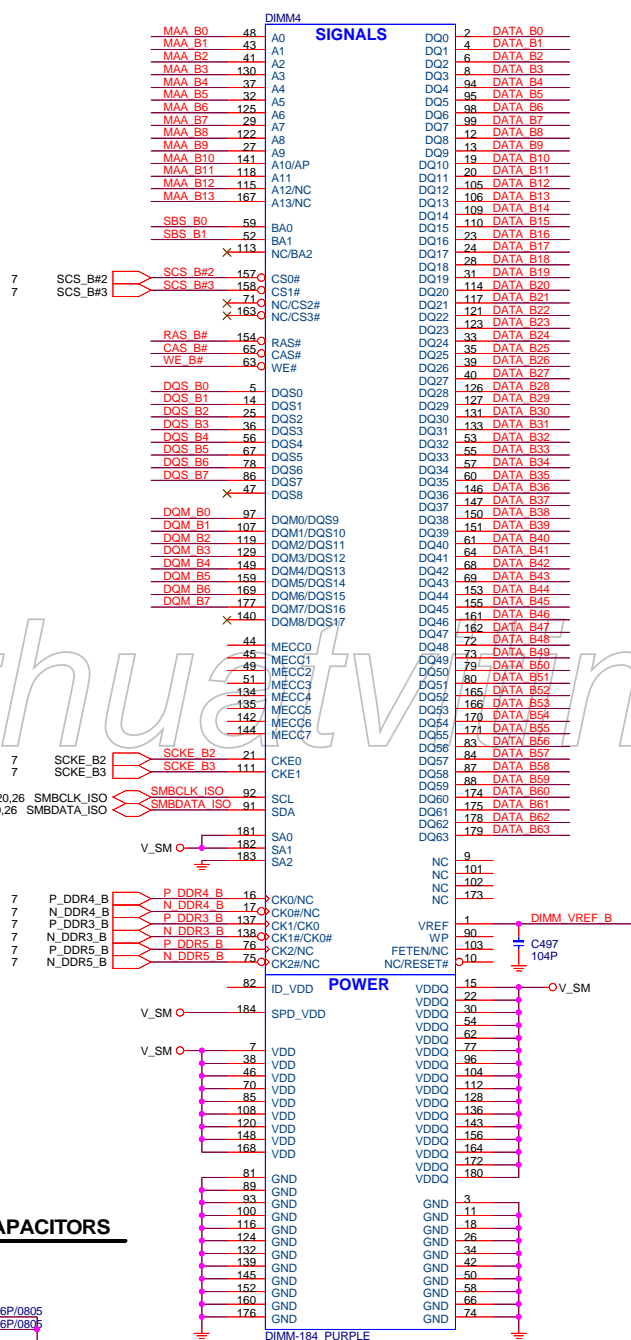 DIMM4
SIGNALS
MAA_B0 48 A0 DQ0 2 DATA_B0
MAA_B1 43 A1 DQ1 4 DATA_B1
MAA_B2 41 A2 DQ2 6 DATA_B2
MAA_B3 130 A3 DQ3 8 DATA_B3
MAA_B4 37 A4 DQ4 94 DATA_B4
MAA_B5 32 A5 DQ5 95 DATA_B5
MAA_B6 125 A6 DQ6 98 DATA_B6
MAA_B7 29 A7 DQ7 99 DATA_B7
MAA_B8 122 A8 DQ8 12 DATA_B8
MAA_B9 27 A9 DQ9 13 DATA_B9
MAA_B10 141 A10/AP DQ10 19 DATA_B10
MAA_B11 118 A11 DQ11 20 DATA_B11
MAA_B12 115 A12/NC DQ12 105 DATA_B12
MAA_B13 167 A13/NC DQ13 106 DATA_B13
DQ14 109 DATA_B14
SBS_B0 59 BA0 DQ15 110 DATA_B15
SBS_B1 52 BA1 DQ16 23 DATA_B16
113 NC/BA2 DQ17 24 DATA_B17
DQ18 28 DATA_B18
7 SCS_B#2 SCS_B#2 157 CS0# DQ19 31 DATA_B19
7 SCS_B#3 SCS_B#3 158 CS1# DQ20 114 DATA_B20
71 NC/CS2# DQ21 117 DATA_B21
163 NC/CS3# DQ22 121 DATA_B22
DQ23 123 DATA_B23
RAS_B# 154 RAS# DQ24 33 DATA_B24
CAS_B# 65 CAS# DQ25 35 DATA_B25
WE_B# 63 WE# DQ26 39 DATA_B26
DQ27 40 DATA_B27
DQS_B0 5 DQS0 DQ28 126 DATA_B28
DQS_B1 14 DQS1 DQ29 127 DATA_B29
DQS_B2 25 DQS2 DQ30 131 DATA_B30
DQS_B3 36 DQS3 DQ31 133 DATA_B31
DQS_B4 56 DQS4 DQ32 53 DATA_B32
DQS_B5 67 DQS5 DQ33 55 DATA_B33
DQS_B6 78 DQS6 DQ34 57 DATA_B34
DQS_B7 86 DQS7 DQ35 60 DATA_B35
47 DQS8 DQ36 146 DATA_B36
DQ37 147 DATA_B37
DQM_B0 97 DQM0/DQS9 DQ38 150 DATA_B38
DQM_B1 107 DQM1/DQS10 DQ39 151 DATA_B39
DQM_B2 119 DQM2/DQS11 DQ40 61 DATA_B40
DQM_B3 129 DQM3/DQS12 DQ41 64 DATA_B41
DQM_B4 149 DQM4/DQS13 DQ42 68 DATA_B42
DQM_B5 159 DQM5/DQS14 DQ43 69 DATA_B43
DQM_B6 169 DQM6/DQS15 DQ44 153 DATA_B44
DQM_B7 177 DQM7/DQS16 DQ45 155 DATA_B45
140 DQM8/DQS17 DQ46 161 DATA_B46
DQ47 162 DATA_B47
44 MECC0 DQ48 72 DATA_B48
45 MECC1 DQ49 73 DATA_B49
49 MECC2 DQ50 79 DATA_B50
51 MECC3 DQ51 80 DATA_B51
134 MECC4 DQ52 165 DATA_B52
135 MECC5 DQ53 166 DATA_B53
142 MECC6 DQ54 170 DATA_B54
144 MECC7 DQ55 171 DATA_B55
DQ56 83 DATA_B56
7 SCKE_B2 SCKE_B2 21 CKE0 DQ57 84 DATA_B57
7 SCKE_B3 SCKE_B3 111 CKE1 DQ58 87 DATA_B58
DQ59 88 DATA_B59
20,26 SMBCLK_ISO SMBCLK_ISO 92 SCL DQ60 174 DATA_B60
0,26 SMBDATA_ISO SMBDATA_ISO 91 SDA DQ61 175 DATA_B61
DQ62 178 DATA_B62
181 SA0 DQ63 179 DATA_B63
V_SM 182 SA1
183 SA2 NC 9
NC 101
NC 102
7 P_DDR4_B P_DDR4_B 16 CK0/NC NC 173
7 N_DDR4_B N_DDR4_B 17 CK0#/NC
7 P_DDR3_B P_DDR3_B 137 CK1/CK0 VREF 1 DIMM_VREF_B
7 N_DDR3_B N_DDR3_B 138 CK1#/CK0# WP 90
7 P_DDR5_B P_DDR5_B 76 CK2/NC FETEN/NC 103
7 N_DDR5_B N_DDR5_B 75 CK2#/NC NC/RESET# 10
C497
104P
POWER
82 ID_VDD VDDQ 15 V_SM
VDDQ 22
V_SM 184 SPD_VDD VDDQ 30
VDDQ 54
VDDQ 62
V_SM 7 VDD VDDQ 77
38 VDD VDDQ 96
46 VDD VDDQ 104
70 VDD VDDQ 112
85 VDD VDDQ 128
108 VDD VDDQ 136
120 VDD VDDQ 143
148 VDD VDDQ 156
168 VDD VDDQ 164
VDDQ 172
81 GND VDDQ 180
89 GND
93 GND GND 3
100 GND GND 11
116 GND GND 18
124 GND GND 26
132 GND GND 34
139 GND GND 42
145 GND GND 50
152 GND GND 58
160 GND GND 66
176 GND GND 74
DIMM-184_PURPLE
APACITORS
6P/0805
6P/0805
thuatvitin